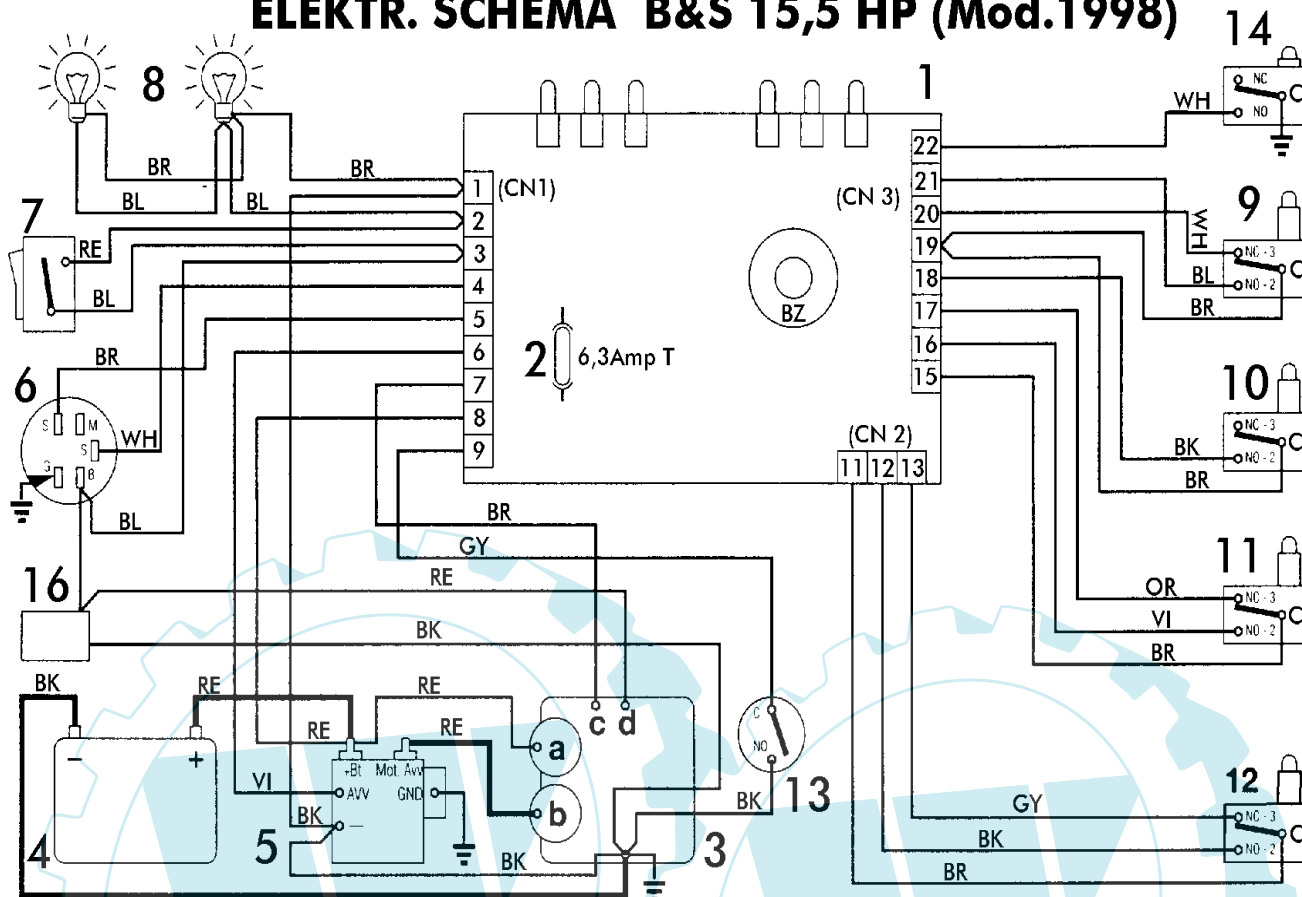 ELEKTR. SCHEMA B&S 15,5 HP (Mod.1998)
14
1
8
NC
NO
WH
BR
BR
BL
BL
(CN1)
(CN 3)
1
2
3
4
5
6
7
8
9
22
21
20
19
18
17
16
15
7
RE
BL
9
WH
NC - 3
NO - 2
C
BL
BR
BZ
2
6,3Amp T
BR
6
S
M
S
G
B
WH
BL
10
NC - 3
NO - 2
C
BK
BR
(CN 2)
11
12
13
BR
GY
RE
BK
16
11
OR
NC - 3
VI
NO - 2
C
BR
BK
RE
RE
RE
RE
-
+
4
VI
BK
5
+Bt
Mot. Avv
AVV
GND
-
a
b
c
d
3
BK
C
NO
13
BK
12
GY
NC - 3
BK
NO - 2
C
BR